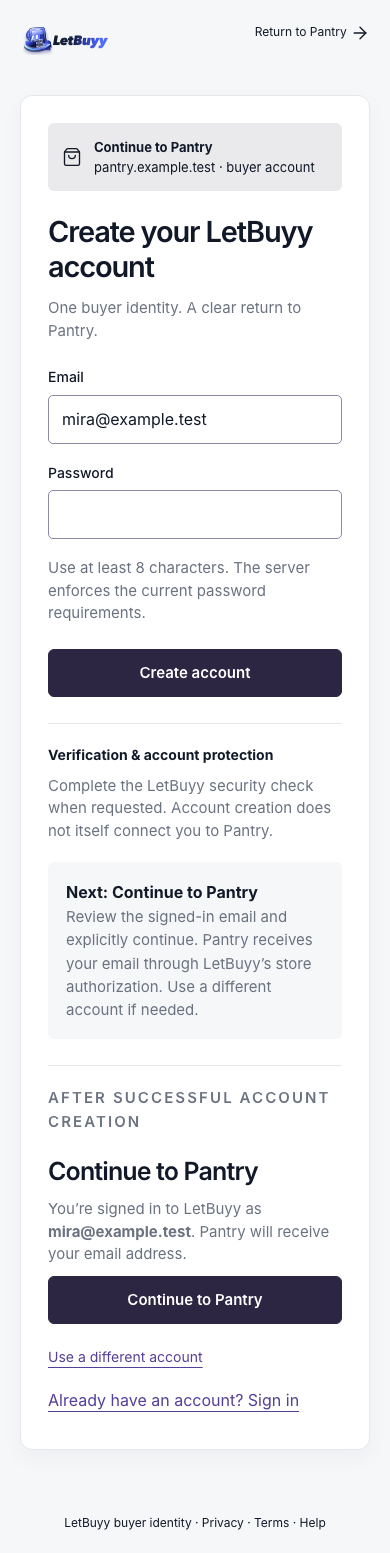 LetBuyy
Return to Pantry
Continue to Pantry
pantry.example.test · buyer account
Create your LetBuyy
account
One buyer identity. A clear return to
Pantry.
Email
mira@example.test
Password
Use at least 8 characters. The server
enforces the current password
requirements.
Create account
Verification & account protection
Complete the LetBuyy security check
when requested. Account creation does
not itself connect you to Pantry.
Next: Continue to Pantry
Review the signed-in email and
explicitly continue. Pantry receives
your email through LetBuyy’s store
authorization. Use a different
account if needed.
AFTER SUCCESSFUL ACCOUNT
CREATION
Continue to Pantry
You’re signed in to LetBuyy as
mira@example.test. Pantry will receive
your email address.
Continue to Pantry
Use a different account
Already have an account? Sign in
LetBuyy buyer identity · Privacy · Terms · Help